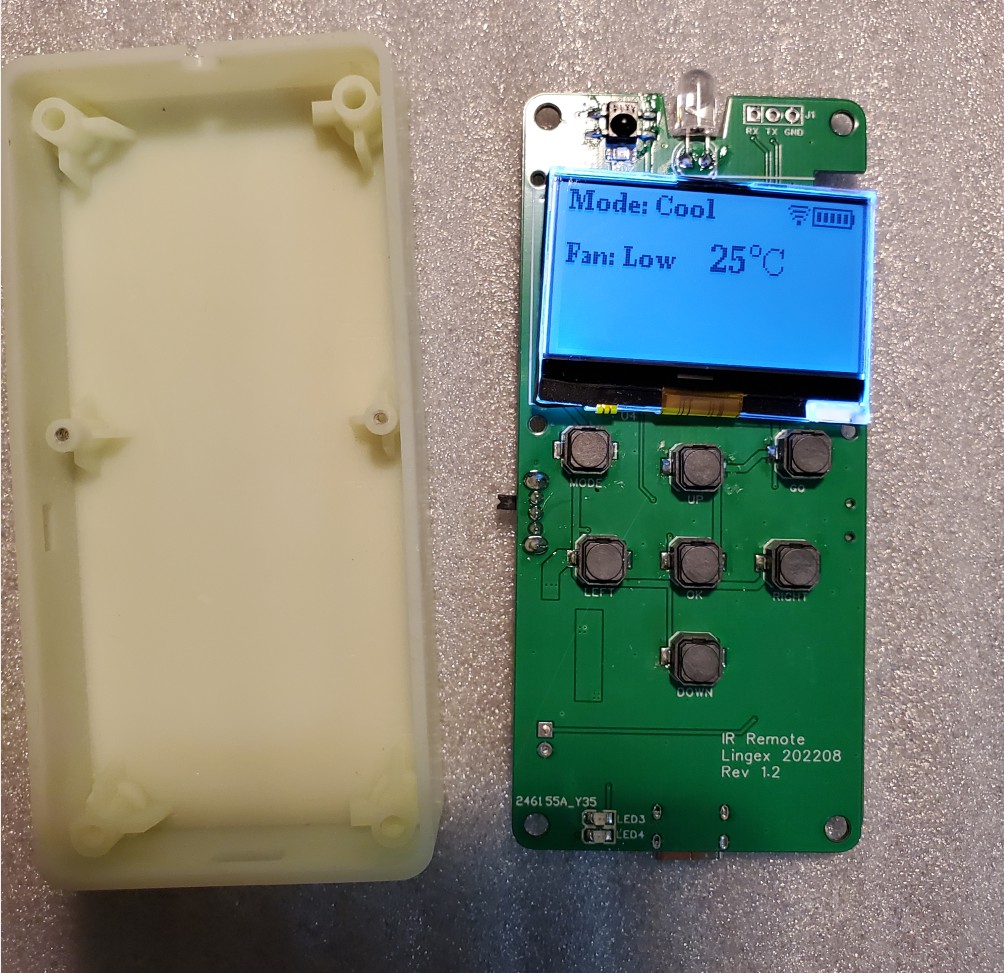 J1
RX TX GND
Mode: Cool
Fan: Low 25°C
U4
MODE
UP
GO
LEFT
OK
RIGHT
DOWN
IR Remote
Lingex 202208
Rev 1.2
246155A_Y35
LED3
LED4